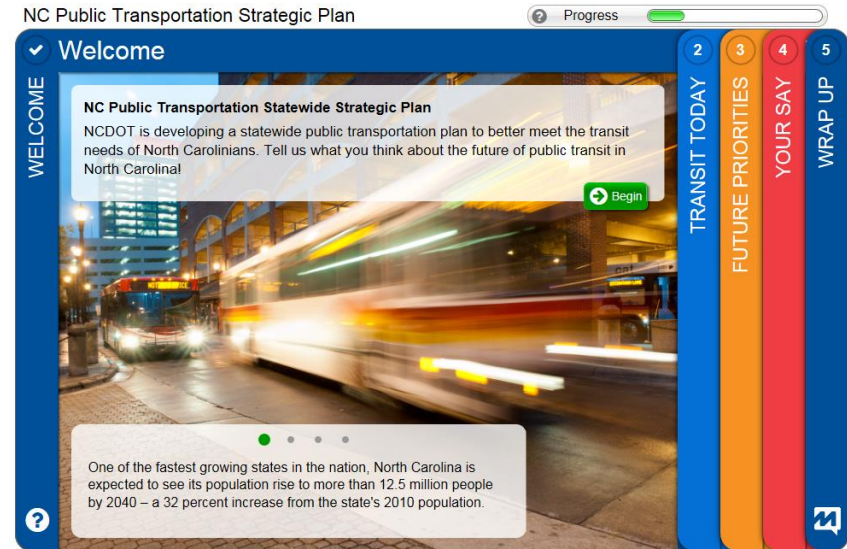 NC Public Transportation Strategic Plan
? Progress
Welcome
WELCOME
NC Public Transportation Statewide Strategic Plan
NCDOT is developing a statewide public transportation plan to better meet the transit
needs of North Carolinians. Tell us what you think about the future of public transit in
North Carolina!
Begin
2
TRANSIT TODAY
3
FUTURE PRIORITIES
4
YOUR SAY
5
WRAP UP
cat
One of the fastest growing states in the nation, North Carolina is
expected to see its population rise to more than 12.5 million people
by 2040 – a 32 percent increase from the state's 2010 population.
?